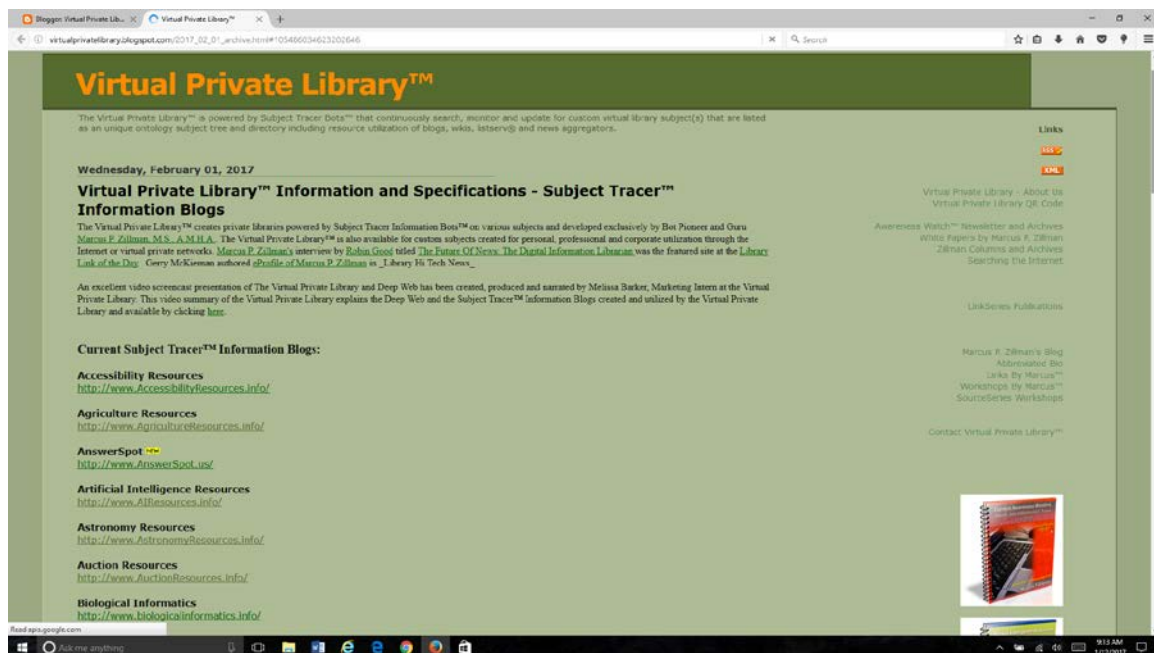 Blogger: Virtual Private Lib...
Virtual Private Library™
virtualprivatelibrary.blogspot.com/2017_02_01_archive.html#105486034623202646
Search
Virtual Private Library™
The Virtual Private Library™ is powered by Subject Tracer Bots™ that continuously search, monitor and update for custom virtual library subject(s) that are listed
as an unique ontology subject tree and directory including resource utilization of blogs, wikis, listserv® and news aggregators.
Wednesday, February 01, 2017
Virtual Private Library™ Information and Specifications - Subject Tracer™
Information Blogs
The Virtual Private Library™ creates private libraries powered by Subject Tracer Information Bots™ on various subjects and developed exclusively by Bot Pioneer and Guru
Marcus P. Zillman, M.S., A.M.H.A.. The Virtual Private Library™ is also available for custom subjects created for personal, professional and corporate utilization through the
Internet or virtual private networks. Marcus P. Zillman's interview by Robin Good titled The Future Of News: The Digital Information Librarian was the featured site at the Library
Link of the Day. Gerry McKiernan authored eProfile of Marcus P. Zillman in _Library Hi Tech News_
An excellent video screencast presentation of The Virtual Private Library and Deep Web has been created, produced and narrated by Melissa Barker, Marketing Intern at the Virtual
Private Library. This video summary of the Virtual Private Library explains the Deep Web and the Subject Tracer™ Information Blogs created and utilized by the Virtual Private
Library and available by clicking here.
Current Subject Tracer™ Information Blogs:
Accessibility Resources
http://www.AccessibilityResources.info/
Agriculture Resources
http://www.AgricultureResources.info/
AnswerSpot NEW
http://www.AnswerSpot.us/
Artificial Intelligence Resources
http://www.AIResources.info/
Astronomy Resources
http://www.AstronomyResources.info/
Auction Resources
http://www.AuctionResources.info/
Biological Informatics
http://www.biologicalinformatics.info/
Links
RSS
XML
Virtual Private Library - About Us
Virtual Private Library QR Code
Awareness Watch™ Newsletter and Archives
White Papers by Marcus P. Zillman
Zillman Columns and Archives
Searching the Internet
LinkSeries Publications
Marcus P. Zillman's Blog
Abbreviated Bio
Links By Marcus™
Workshops By Marcus™
SourceSeries Workshops
Contact Virtual Private Library™
Read apis.google.com
Ask me anything
9:13 AM